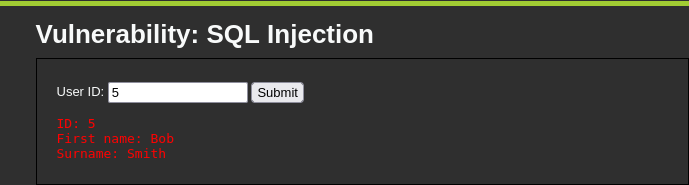 Vulnerability: SQL Injection
User ID: 5 Submit
ID: 5
First name: Bob
Surname: Smith